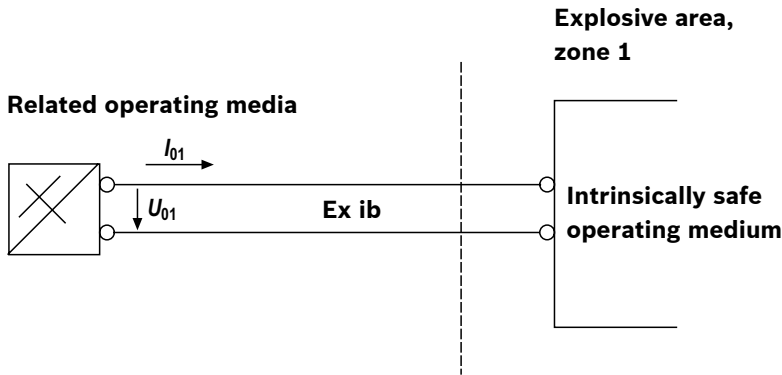 Explosive area,
zone 1
Related operating media
I01
U01
Ex ib
Intrinsically safe
operating medium